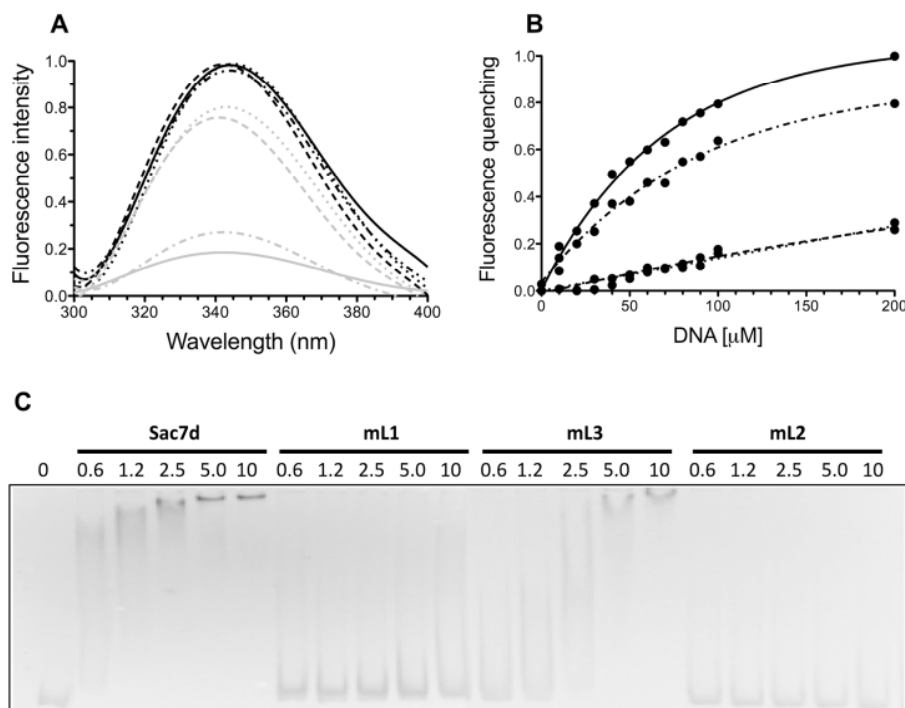 A
Fluorescence intensity
1.0
0.8
0.6
0.4
0.2
0.0
300 320 340 360 380 400
Wavelength (nm)
B
Fluorescence quenching
1.0
0.8
0.6
0.4
0.2
0.0
0 50 100 150 200
DNA [μM]
C
Sac7d mL1 mL3 mL2
0 0.6 1.2 2.5 5.0 10 0.6 1.2 2.5 5.0 10 0.6 1.2 2.5 5.0 10 0.6 1.2 2.5 5.0 10